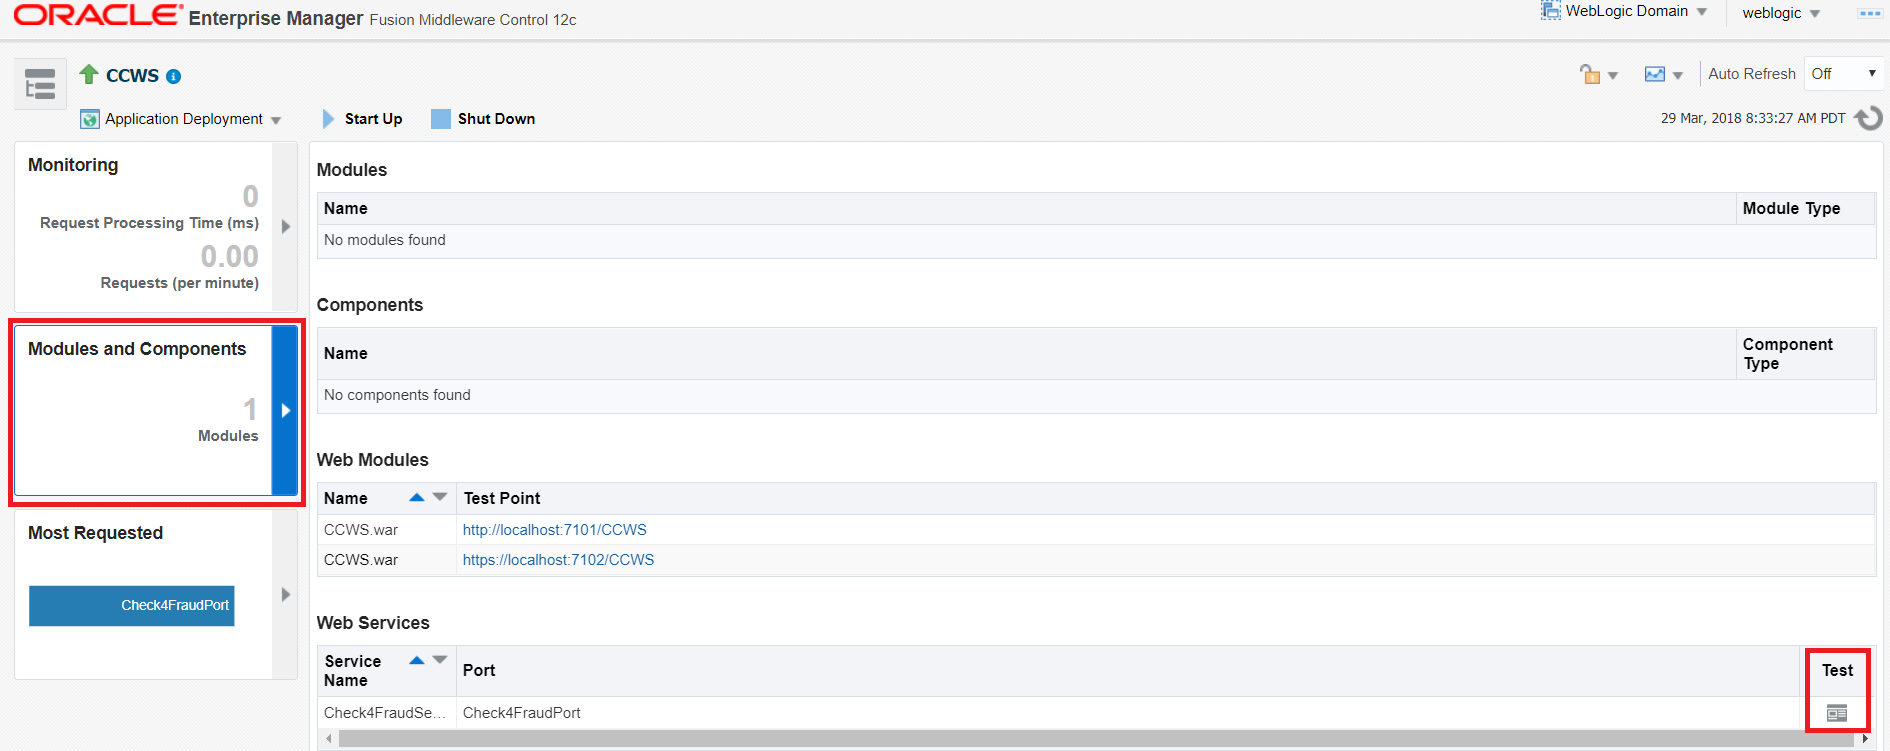 ORACLE Enterprise Manager Fusion Middleware Control 12c
WebLogic Domain
weblogic
CCWS
Auto Refresh
Off
Application Deployment
Start Up
Shut Down
29 Mar, 2018 8:33:27 AM PDT
Monitoring
0
Request Processing Time (ms)
0.00
Requests (per minute)
Modules and Components
1
Modules
Most Requested
Check4FraudPort
Modules
Name Module Type
No modules found
Components
Name Component Type
No components found
Web Modules
Name Test Point
CCWS.war http://localhost:7101/CCWS
CCWS.war https://localhost:7102/CCWS
Web Services
Service Name Port Test
Check4FraudSe... Check4FraudPort